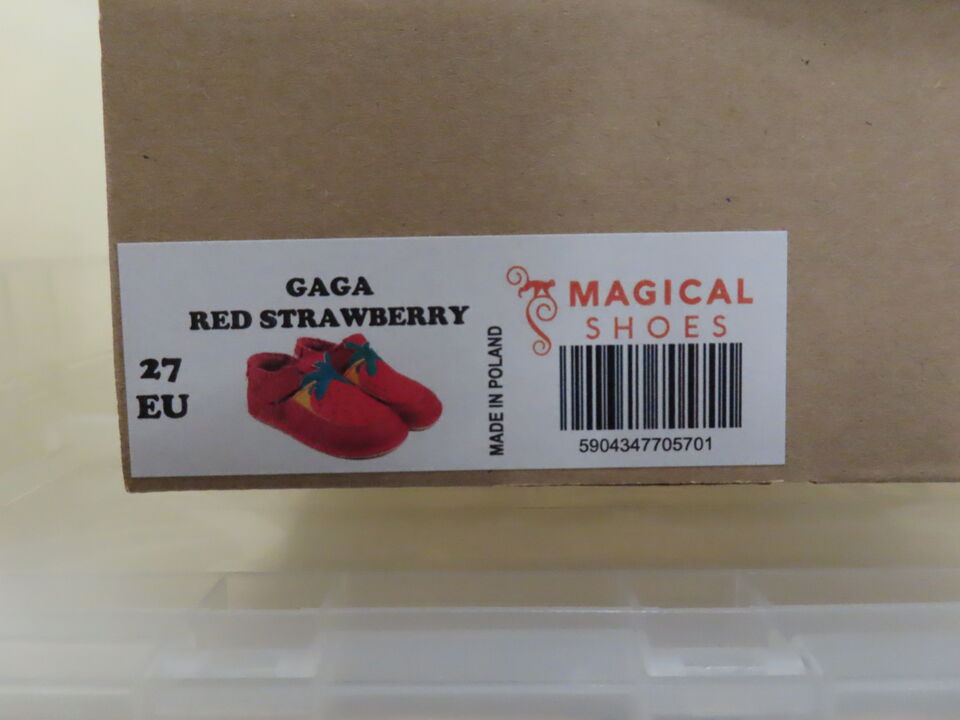 GAGA
RED STRAWBERRY
27
EU
MADE IN POLAND
MAGICAL
SHOES
5904347705701